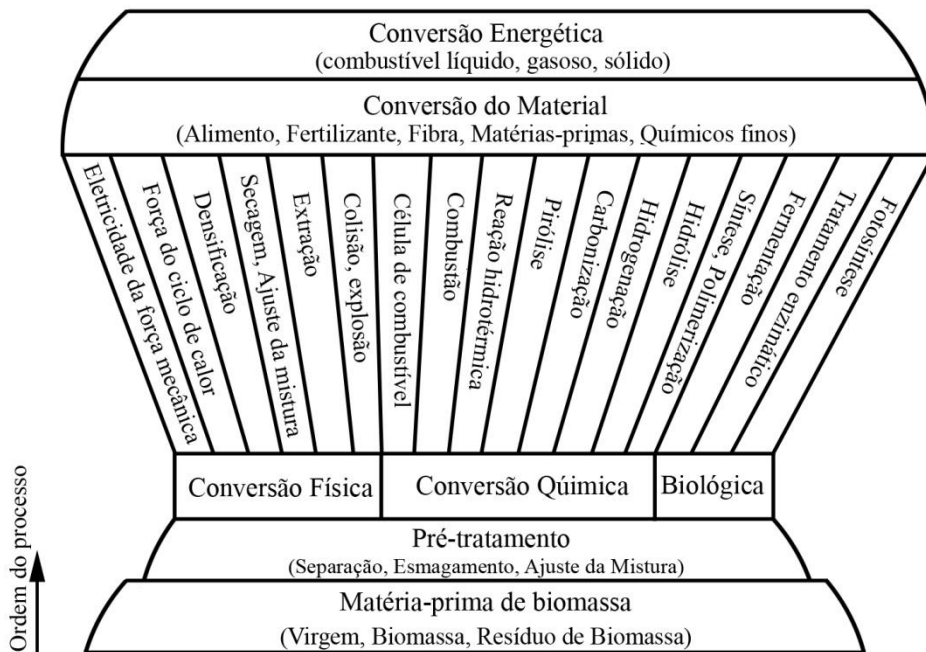 Conversão Energética
(combustível líquido, gasoso, sólido)
Conversão do Material
(Alimento, Fertilizante, Fibra, Matérias-primas, Químicos finos)
Eletricidade da força mecânica
Força do ciclo de calor
Densificação
Secagem, Ajuste da mistura
Extração
Colisão, explosão
Célula de combustível
Combustão
Reação hidrotérmica
Pirólise
Carbonização
Hidrogenação
Hidrólise
Síntese, Polimerização
Fermentação
Tratamento enzimático
Fotosíntese
Conversão Física
Conversão Qúimica
Biológica
Pré-tratamento
(Separação, Esmagamento, Ajuste da Mistura)
Matéria-prima de biomassa
(Virgem, Biomassa, Resíduo de Biomassa)
Ordem do processo